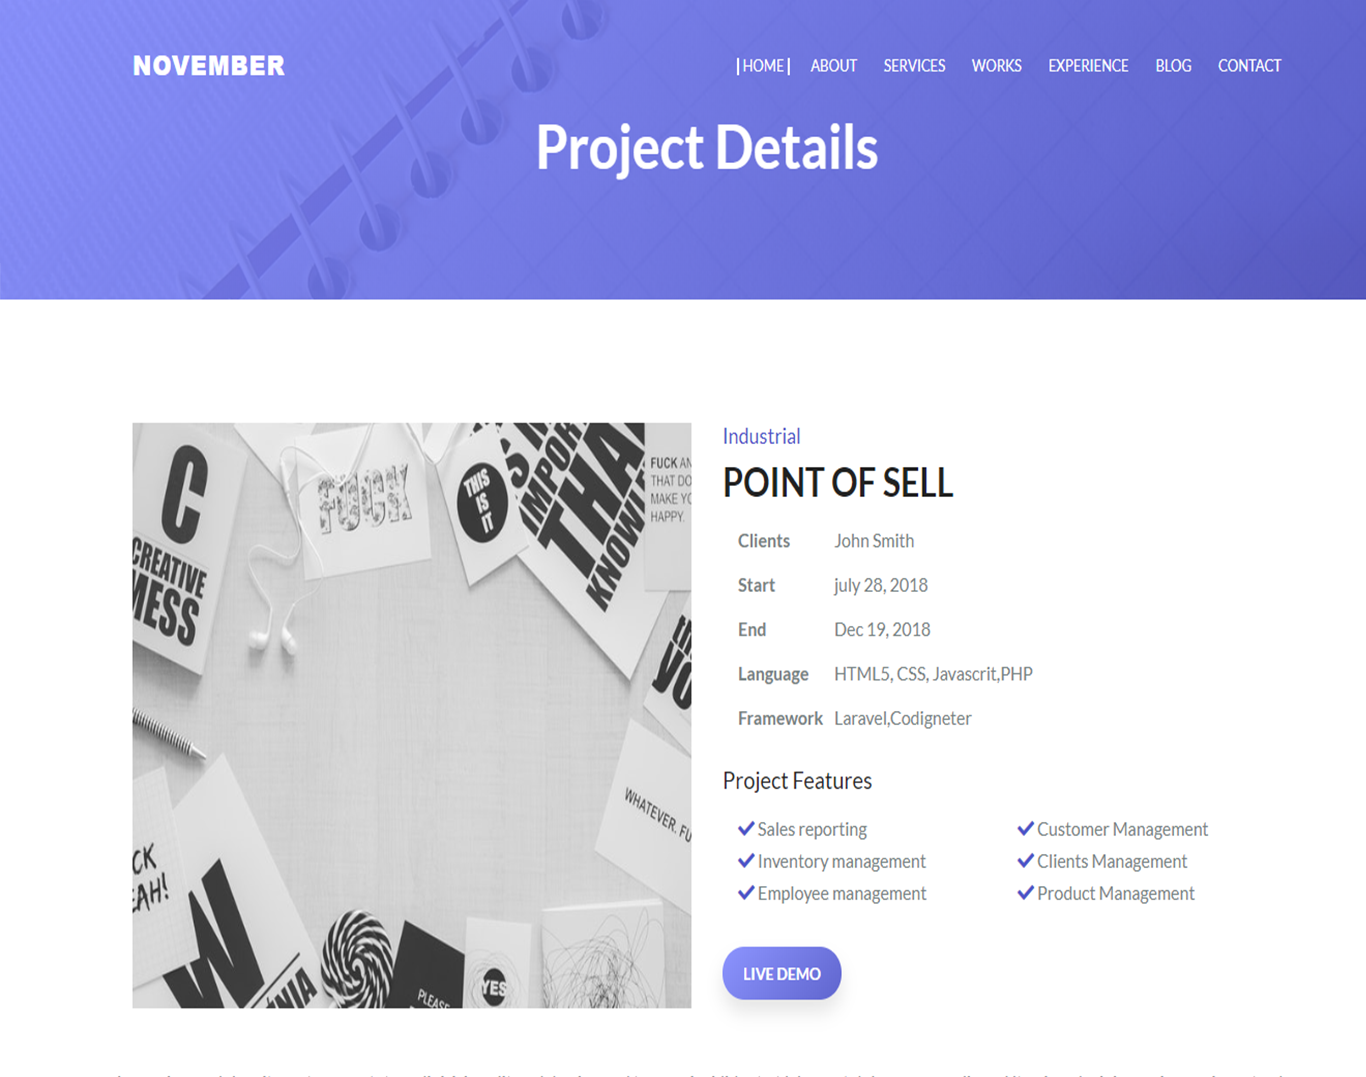 NOVEMBER
HOME ABOUT SERVICES WORKS EXPERIENCE BLOG CONTACT
Project Details
C
CREATIVE
MESS
FUCK
THIS
IS
IT
IMPOR
THA
KNOWLE
FUCK AN
THAT DO
MAKE YO
HAPPY.
YO
WHATEVER, FU
CK
EAH!
W
PLEASE
YES
Industrial
POINT OF SELL
Clients John Smith
Start july 28, 2018
End Dec 19, 2018
Language HTML5, CSS, Javascrit,PHP
Framework Laravel,Codigneter
Project Features
Sales reporting Customer Management
Inventory management Clients Management
Employee management Product Management
LIVE DEMO